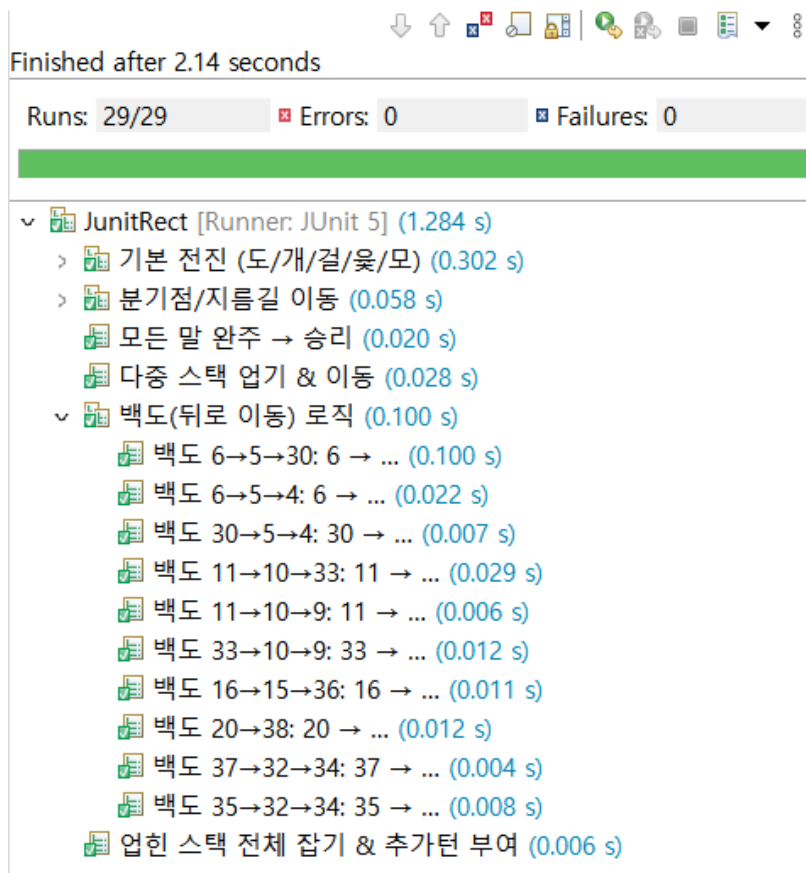 Finished after 2.14 seconds
Runs: 29/29 Errors: 0 Failures: 0
JunitRect [Runner: JUnit 5] (1.284 s)
기본 전진 (도/개/걸/윷/모) (0.302 s)
분기점/지름길 이동 (0.058 s)
모든 말 완주 → 승리 (0.020 s)
다중 스택 업기 & 이동 (0.028 s)
백도(뒤로 이동) 로직 (0.100 s)
백도 6→5→30: 6 → ... (0.100 s)
백도 6→5→4: 6 → ... (0.022 s)
백도 30→5→4: 30 → ... (0.007 s)
백도 11→10→33: 11 → ... (0.029 s)
백도 11→10→9: 11 → ... (0.006 s)
백도 33→10→9: 33 → ... (0.012 s)
백도 16→15→36: 16 → ... (0.011 s)
백도 20→38: 20 → ... (0.012 s)
백도 37→32→34: 37 → ... (0.004 s)
백도 35→32→34: 35 → ... (0.008 s)
업힌 스택 전체 잡기 & 추가턴 부여 (0.006 s)